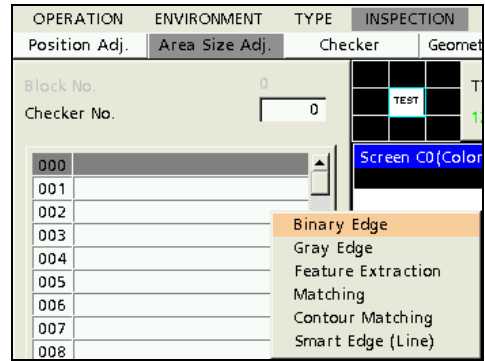 OPERATION ENVIRONMENT TYPE INSPECTION
Position Adj. Area Size Adj. Checker
Block No. 0
Checker No. 0
TEST
Screen C0(Color
000
001
002
003
004
005
006
007
008
Binary Edge
Gray Edge
Feature Extraction
Matching
Contour Matching
Smart Edge (Line)